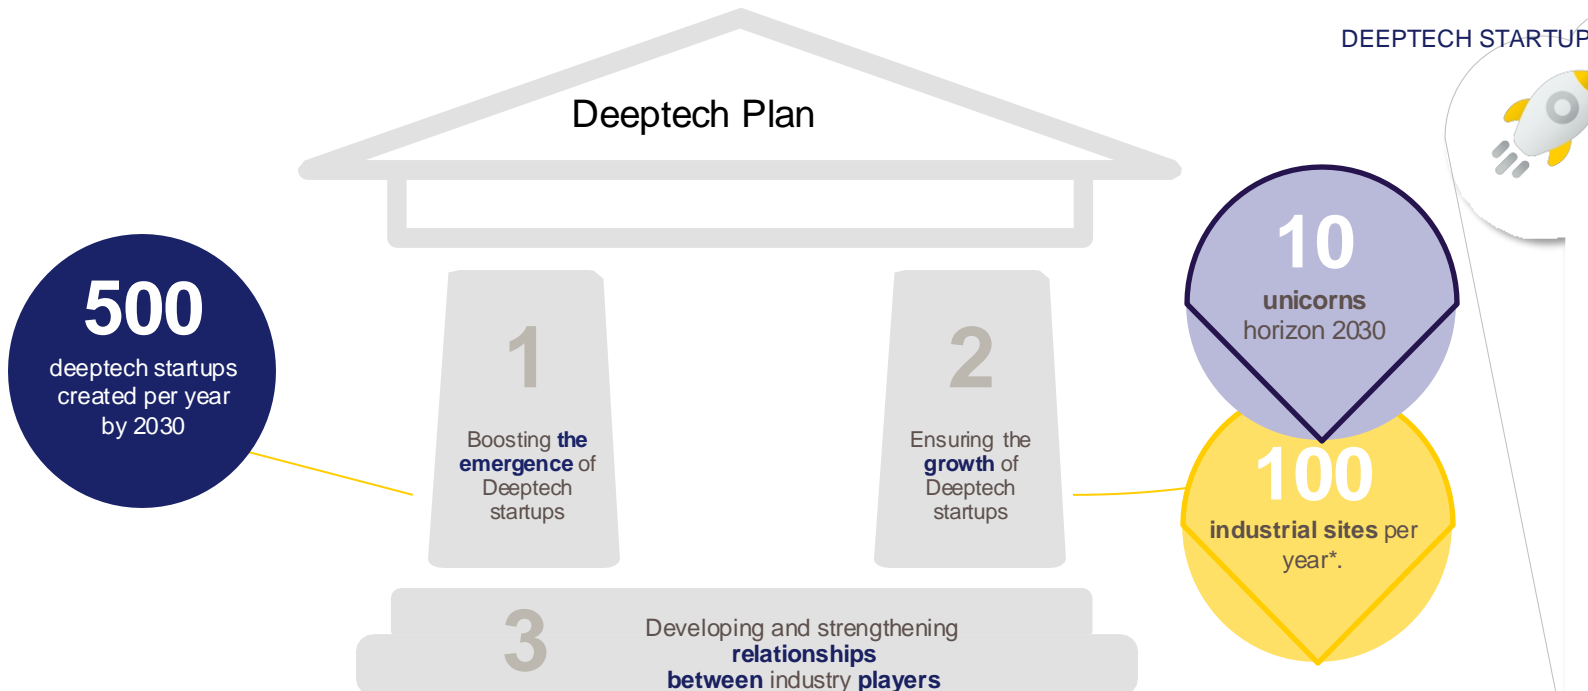 DEEPTECH STARTUP
Deeptech Plan
500
deeptech startups
created per year
by 2030
1
Boosting the
emergence of
Deeptech
startups
2
Ensuring the
growth of
Deeptech
startups
10
unicorns
horizon 2030
100
industrial sites per
year*.
3
Developing and strengthening
relationships
between industry players